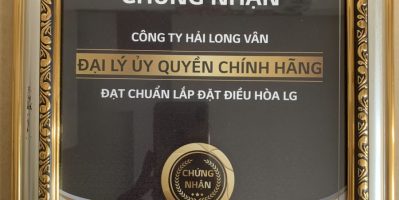 CHỨNG NHẬN
CÔNG TY HẢI LONG VÂN
ĐẠI LÝ ỦY QUYỀN CHÍNH HÃNG
ĐẠT CHUẨN LẮP ĐẶT ĐIỀU HÒA LG
CHỨNG
NHẬN